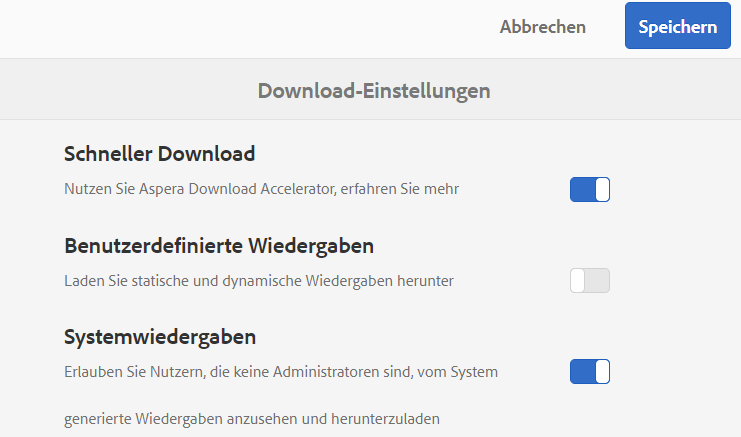 Abbrechen
Speichern
Download-Einstellungen
Schneller Download
Nutzen Sie Aspera Download Accelerator, erfahren Sie mehr
Benutzerdefinierte Wiedergaben
Laden Sie statische und dynamische Wiedergaben herunter
Systemwiedergaben
Erlauben Sie Nutzern, die keine Administratoren sind, vom System
generierte Wiedergaben anzusehen und herunterzuladen